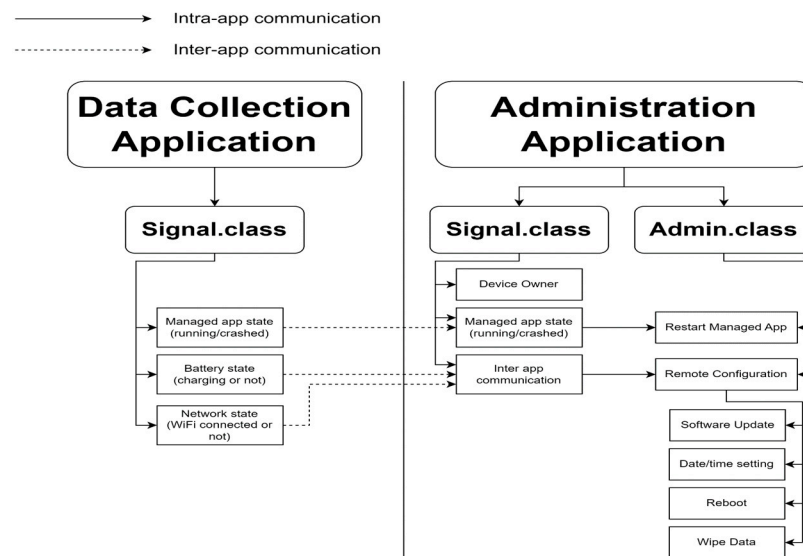 Intra-app communication
Inter-app communication
Data Collection
Application
Administration
Application
Signal.class
Signal.class
Admin.class
Device Owner
Managed app state
(running/crashed)
Managed app state
(running/crashed)
Restart Managed App
Battery state
(charging or not)
Inter app
communication
Remote Configuration
Network state
(WiFi connected or
not)
Software Update
Date/time setting
Reboot
Wipe Data